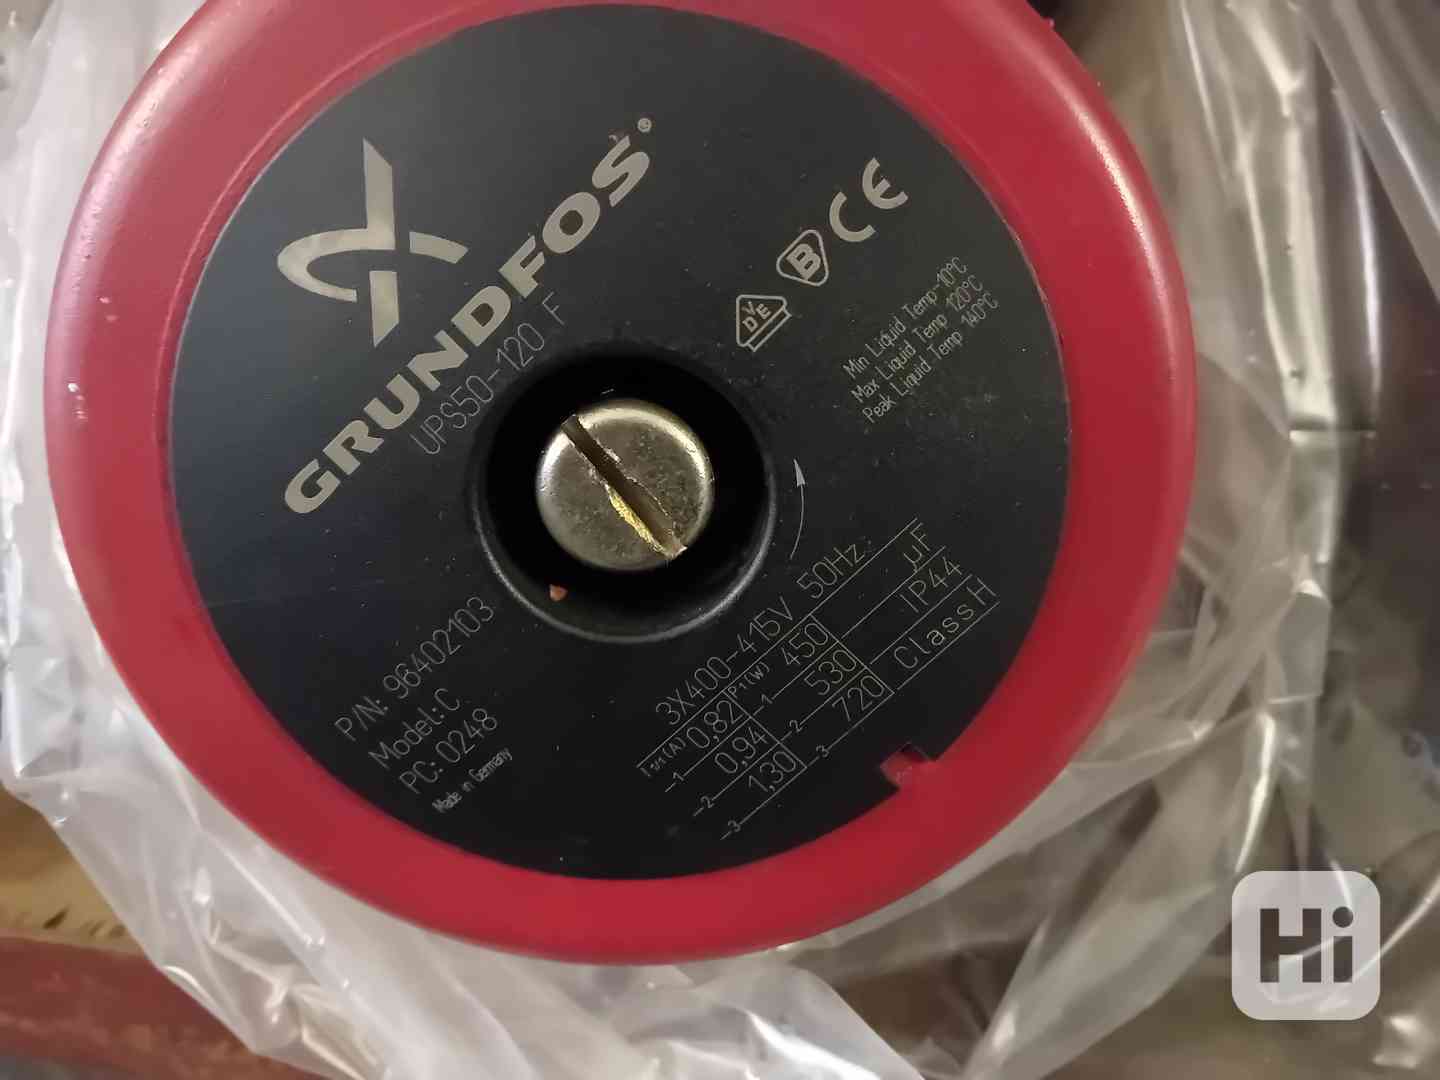 GRUNDFOS®
UPS50-120 F
V
DE
B
CE
Min Liquid Temp-10°C
Max Liquid Temp 120°C
Peak Liquid Temp 140°C
P/N: 96402103
Model: C
PC: 0248
Made in Germany
3X400-415V 50Hz
I 1/1(A) P1(W) µF
1 0,82 1 450
2 0,94 2 530 IP44
3 1,30 3 720 Class H
Hi